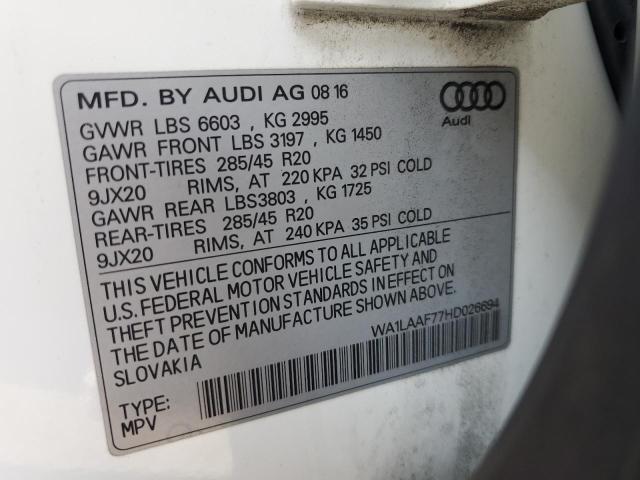 MFD. BY AUDI AG 08 16
Audi
GVWR LBS 6603 , KG 2995
GAWR FRONT LBS 3197 , KG 1450
FRONT-TIRES 285/45 R20
9JX20 RIMS, AT 220 KPA 32 PSI COLD
GAWR REAR LBS3803 , KG 1725
REAR-TIRES 285/45 R20
9JX20 RIMS, AT 240 KPA 35 PSI COLD
THIS VEHICLE CONFORMS TO ALL APPLICABLE
U.S. FEDERAL MOTOR VEHICLE SAFETY AND
THEFT PREVENTION STANDARDS IN EFFECT ON
THE DATE OF MANUFACTURE SHOWN ABOVE.
SLOVAKIA
WA1LAAF77HD026694
TYPE:
MPV